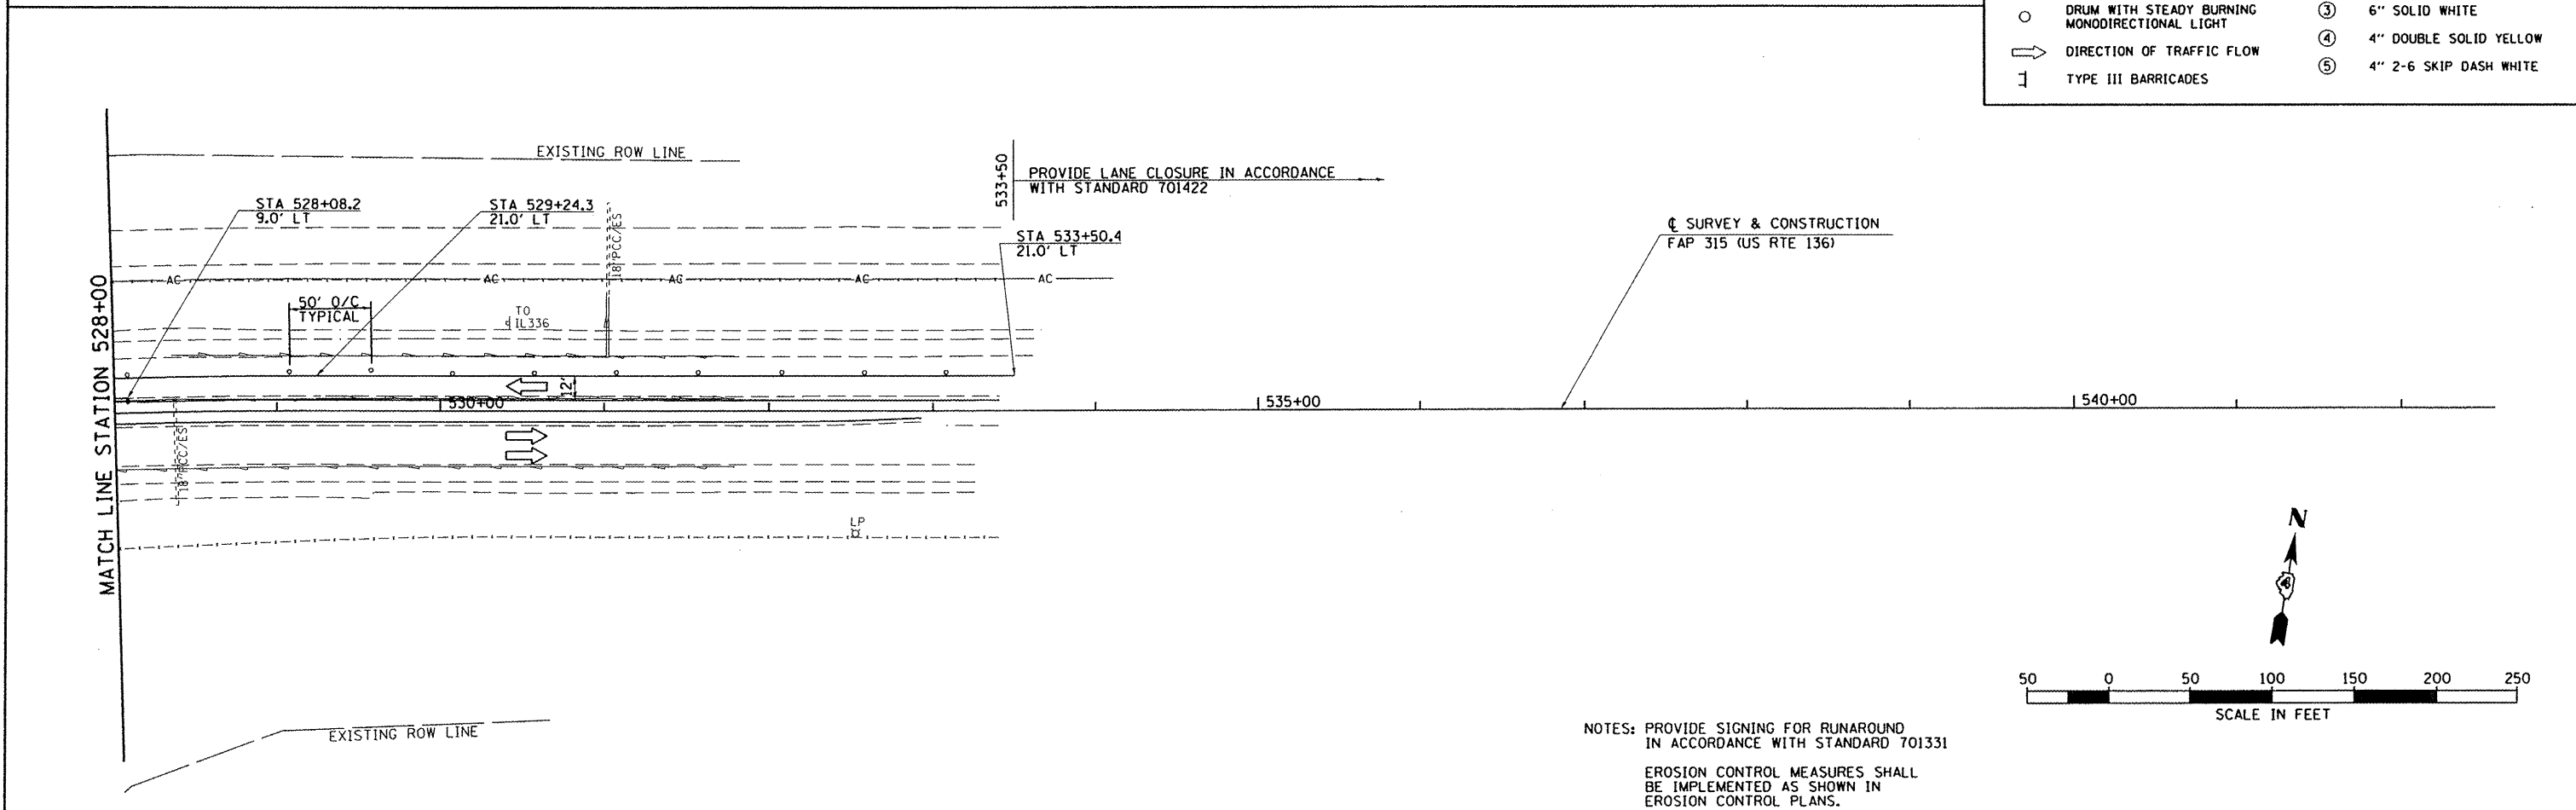 DRUM WITH STEADY BURNING
MONODIRECTIONAL LIGHT
DIRECTION OF TRAFFIC FLOW
TYPE III BARRICADES
3 6" SOLID WHITE
4 4" DOUBLE SOLID YELLOW
5 4" 2-6 SKIP DASH WHITE
EXISTING ROW LINE
533+50
PROVIDE LANE CLOSURE IN ACCORDANCE
WITH STANDARD 701422
STA 528+08.2
9.0' LT
STA 529+24.3
21.0' LT
18"PCC/ES
STA 533+50.4
21.0' LT
℄ SURVEY & CONSTRUCTION
FAP 315 (US RTE 136)
AC AC AC AC AC
50' O/C
TYPICAL
TO
IL336
MATCH LINE STATION 528+00
12'
530+00
535+00
540+00
18"PCC/ES
LP
N
50 0 50 100 150 200 250
SCALE IN FEET
EXISTING ROW LINE
NOTES: PROVIDE SIGNING FOR RUNAROUND
IN ACCORDANCE WITH STANDARD 701331
EROSION CONTROL MEASURES SHALL
BE IMPLEMENTED AS SHOWN IN
EROSION CONTROL PLANS.